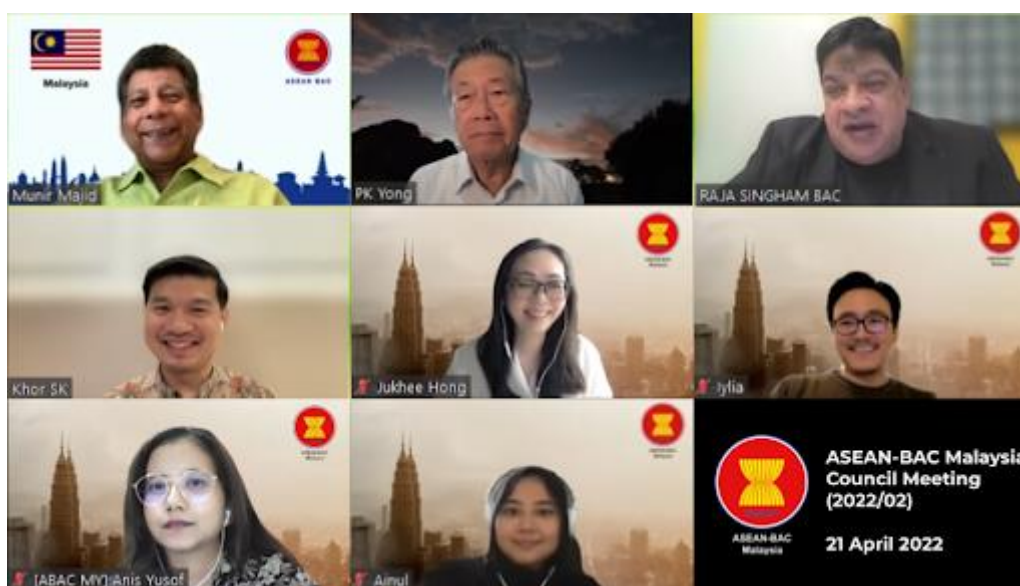 Malaysia
ASEAN BAC
Munir Majid
PK Yong
RAJA SINGHAM BAC
Khor SK
Jukhee Hong
Jylia
[ABAC MY] Anis Yusof
Ainul
ASEAN-BAC
Malaysia
ASEAN-BAC Malaysia
Council Meeting
(2022/02)
21 April 2022